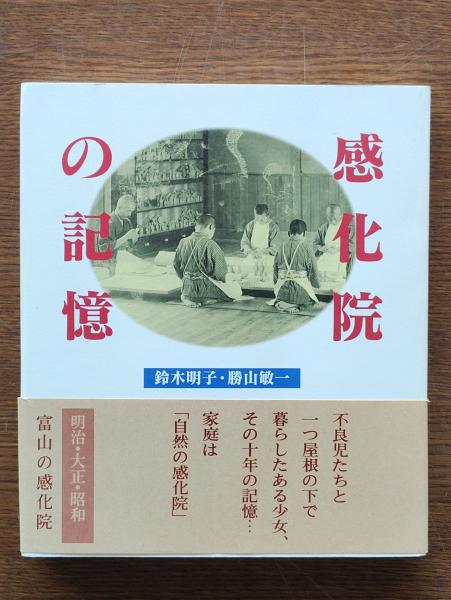 感化院
の記憶
鈴木明子・勝山敏一
不良児たちと
一つ屋根の下で
暮らしたある少女、
その十年の記憶…
家庭は
「自然の感化院」
明治・大正・昭和
富山の感化院